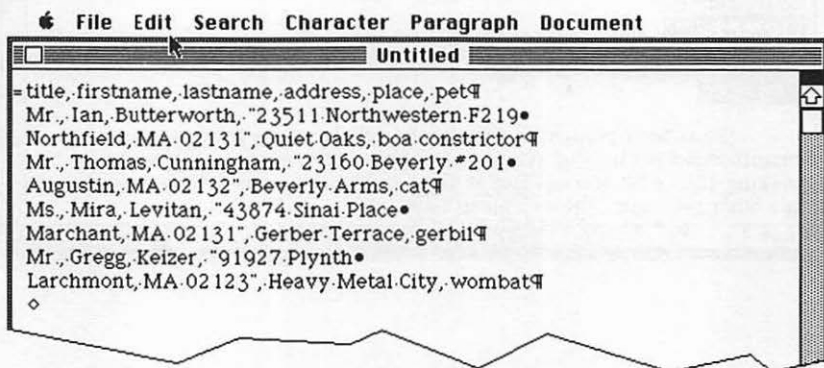 File Edit Search Character Paragraph Document
Untitled
=title,·firstname,·lastname,·address,·place,·pet¶
Mr.,·Ian,·Butterworth,·"23511·Northwestern·F219•
Northfield,·MA·02131",·Quiet·Oaks,·boa·constrictor¶
Mr.,·Thomas,·Cunningham,·"23160·Beverly·#201•
Augustin,·MA·02132",·Beverly·Arms,·cat¶
Ms.,·Mira,·Levitan,·"43874·Sinai·Place•
Marchant,·MA·02131",·Gerber·Terrace,·gerbil¶
Mr.,·Gregg,·Keizer,·"91927·Plynth•
Larchmont,·MA·02123",·Heavy·Metal·City,·wombat¶
◇